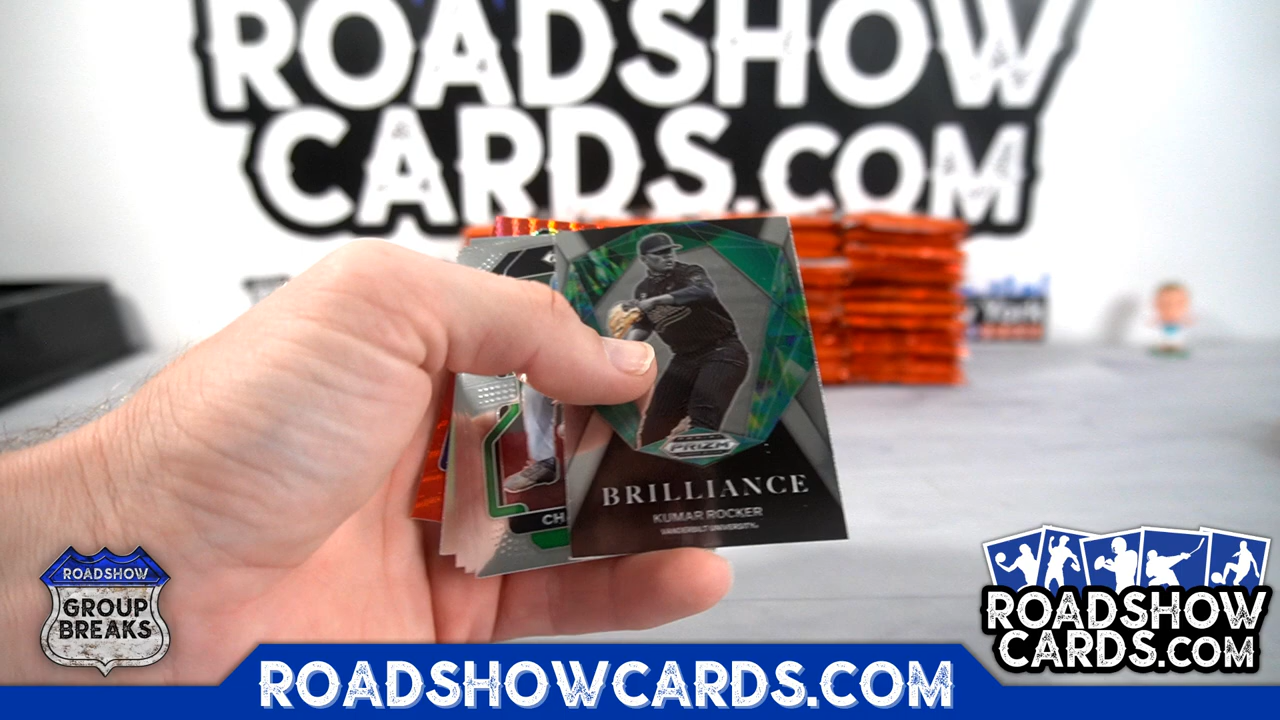 ROADSHOW
CARDS.COM
PRIZM
BRILLIANCE
KUMAR ROCKER
VANDERBILT UNIVERSITY
CH
ROADSHOW
GROUP
BREAKS
ROADSHOW
CARDS.COM
ROADSHOWCARDS.COM